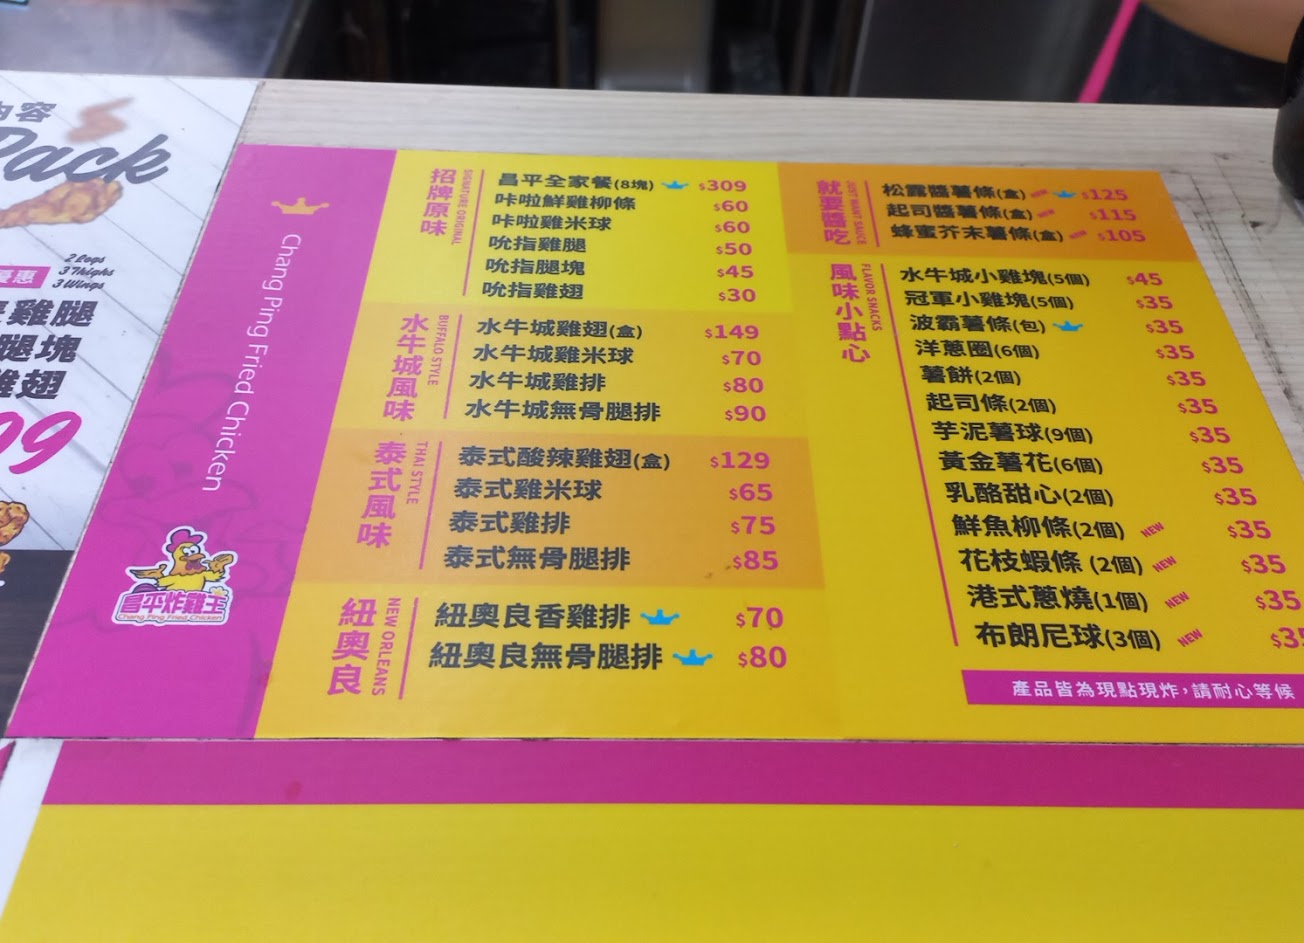 內容
Pack
2 Legs
3 Thighs
3 Wings
優惠
雞腿
腿塊
雞翅
99
Chang Ping Fried Chicken
昌平炸雞王
Chang Ping Fried Chicken
招牌原味
SIGNATURE ORIGINAL
昌平全家餐(8塊) $309
咔啦鮮雞柳條 $60
咔啦雞米球 $60
吮指雞腿 $50
吮指腿塊 $45
吮指雞翅 $30
水牛城風味
BUFFALO STYLE
水牛城雞翅(盒) $149
水牛城雞米球 $70
水牛城雞排 $80
水牛城無骨腿排 $90
泰式風味
THAI STYLE
泰式酸辣雞翅(盒) $129
泰式雞米球 $65
泰式雞排 $75
泰式無骨腿排 $85
紐奧良
NEW ORLEANS
紐奧良香雞排 $70
紐奧良無骨腿排 $80
就要醬吃
JUST WANT SAUCE
松露醬薯條(盒) NEW $125
起司醬薯條(盒) NEW $115
蜂蜜芥末薯條(盒) NEW $105
風味小點心
FLAVOR SNACKS
水牛城小雞塊(5個) $45
冠軍小雞塊(5個) $35
波霸薯條(包) $35
洋蔥圈(6個) $35
薯餅(2個) $35
起司條(2個) $35
芋泥薯球(9個) $35
黃金薯花(6個) $35
乳酪甜心(2個) $35
鮮魚柳條(2個) NEW $35
花枝蝦條(2個) NEW $35
港式蔥燒(1個) NEW $35
布朗尼球(3個) NEW $35
產品皆為現點現炸,請耐心等候